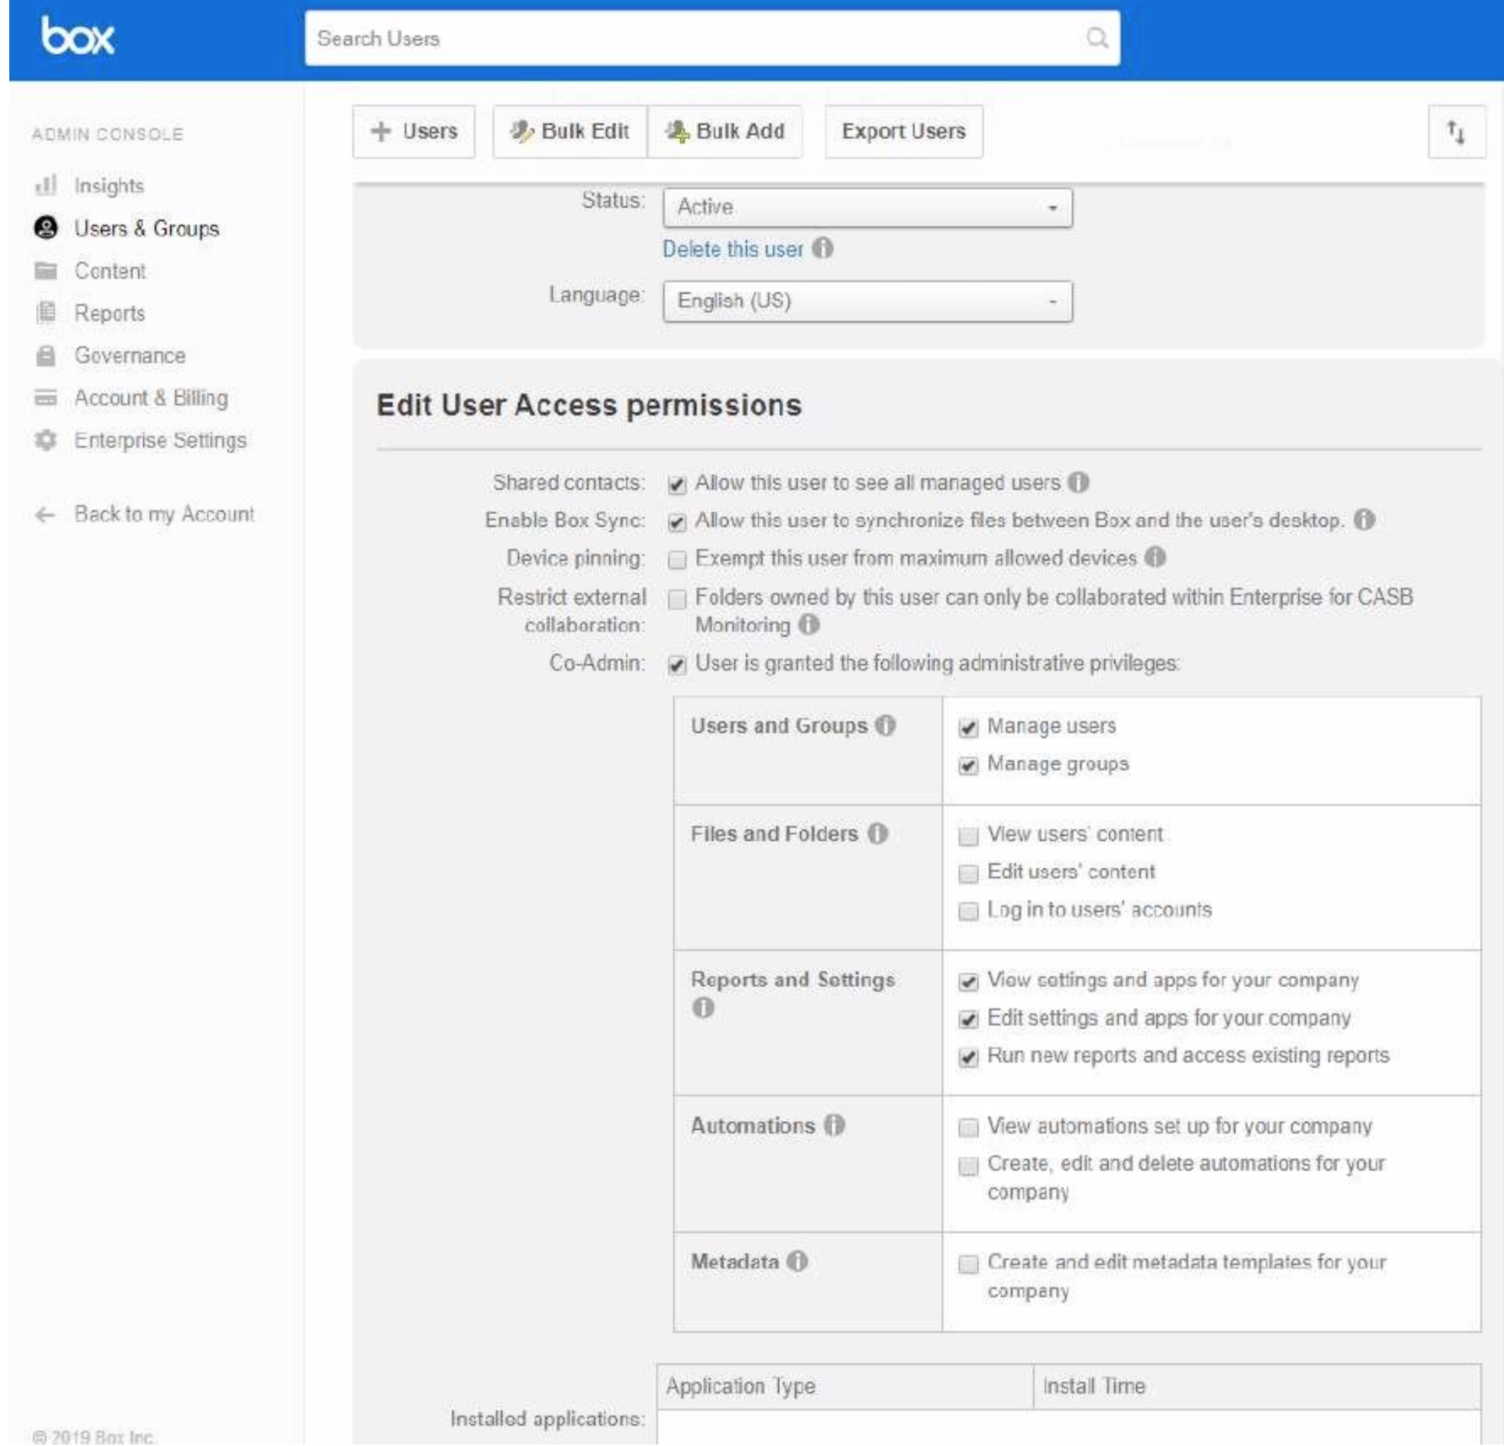 box
Search Users
ADMIN CONSOLE
Insights
Users & Groups
Content
Reports
Governance
Account & Billing
Enterprise Settings
Back to my Account
© 2019 Box Inc.
Users
Bulk Edit
Bulk Add
Export Users
Status:
Active
Delete this user
Language:
English (US)
Edit User Access permissions
Shared contacts:
Allow this user to see all managed users
Enable Box Sync:
Allow this user to synchronize files between Box and the user's desktop.
Device pinning:
Exempt this user from maximum allowed devices
Restrict external
collaboration:
Folders owned by this user can only be collaborated within Enterprise for CASB
Monitoring
Co-Admin:
User is granted the following administrative privileges:
Users and Groups
Manage users
Manage groups
Files and Folders
View users' content
Edit users' content
Log in to users' accounts
Reports and Settings
View settings and apps for your company
Edit settings and apps for your company
Run new reports and access existing reports
Automations
View automations set up for your company
Create, edit and delete automations for your
company
Metadata
Create and edit metadata templates for your
company
Installed applications:
Application Type
Install Time